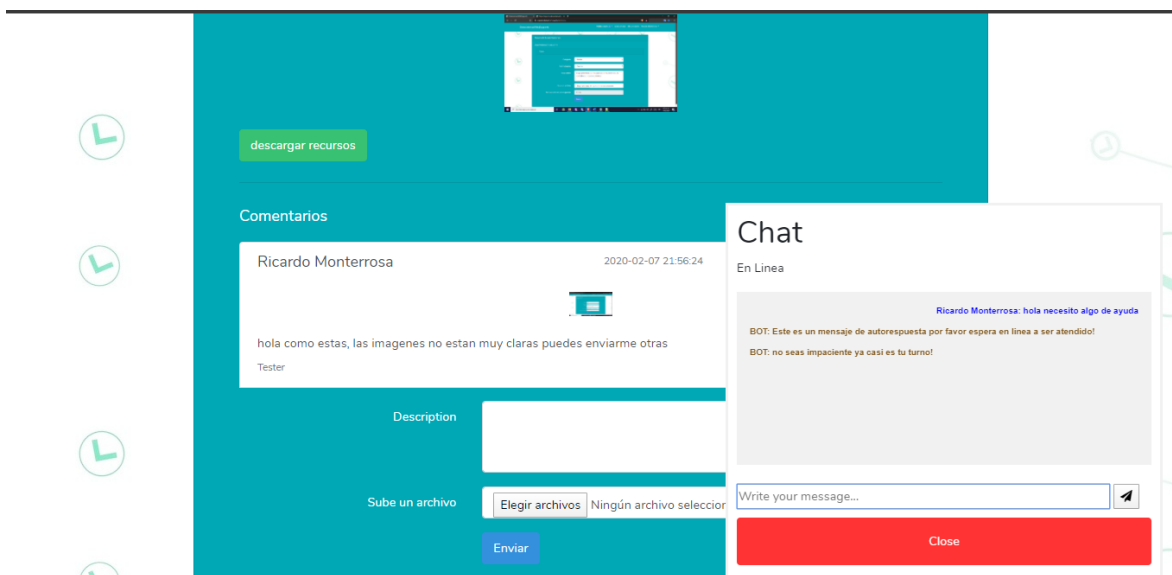 descargar recursos
Comentarios
Ricardo Monterrosa
2020-02-07 21:56:24
hola como estas, las imagenes no estan muy claras puedes enviarme otras
Tester
Description
Sube un archivo
Elegir archivos Ningún archivo seleccion
Enviar
Chat
En Linea
Ricardo Monterrosa: hola necesito algo de ayuda
BOT: Este es un mensaje de autorespuesta por favor espera en linea a ser atendido!
BOT: no seas impaciente ya casi es tu turno!
Write your message...
Close